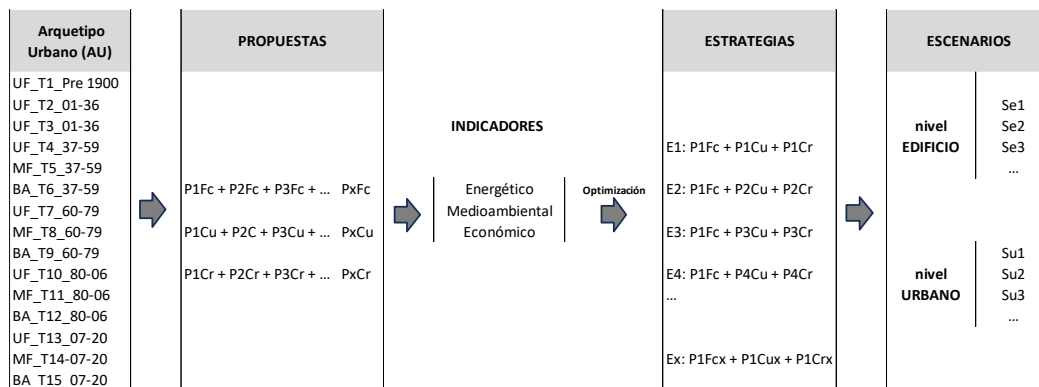 Arquetipo
Urbano (AU)
UF_T1_Pre 1900
UF_T2_01-36
UF_T3_01-36
UF_T4_37-59
MF_T5_37-59
BA_T6_37-59
UF_T7_60-79
MF_T8_60-79
BA_T9_60-79
UF_T10_80-06
MF_T11_80-06
BA_T12_80-06
UF_T13_07-20
MF_T14-07-20
BA_T15_07-20
PROPUESTAS
P1Fc + P2Fc + P3Fc + ... PxFc
P1Cu + P2C + P3Cu + ... PxCu
P1Cr + P2Cr + P3Cr + ... PxCr
INDICADORES
Energético
Medioambiental
Económico
Optimización
ESTRATEGIAS
E1: P1Fc + P1Cu + P1Cr
E2: P1Fc + P2Cu + P2Cr
E3: P1Fc + P3Cu + P3Cr
E4: P1Fc + P4Cu + P4Cr
...
Ex: P1Fcx + P1Cux + P1Crx
ESCENARIOS
nivel
EDIFICIO
Se1
Se2
Se3
...
nivel
URBANO
Su1
Su2
Su3
...